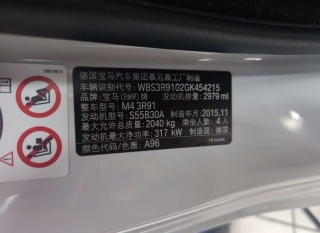 德国宝马汽车集团慕尼黑工厂制造
车辆识别代号: WBS3R9102GK454215
品牌: 宝马(BMW)牌 发动机排量: 2979 ml
型号: M4 3R91
发动机型号: S55B30A 制造年月: 2015.11
最大允许总质量: 2040 kg 乘坐人数: 4人
发动机最大净功率: 317 kW 制造国: 德国
颜色代码/色圈: A96